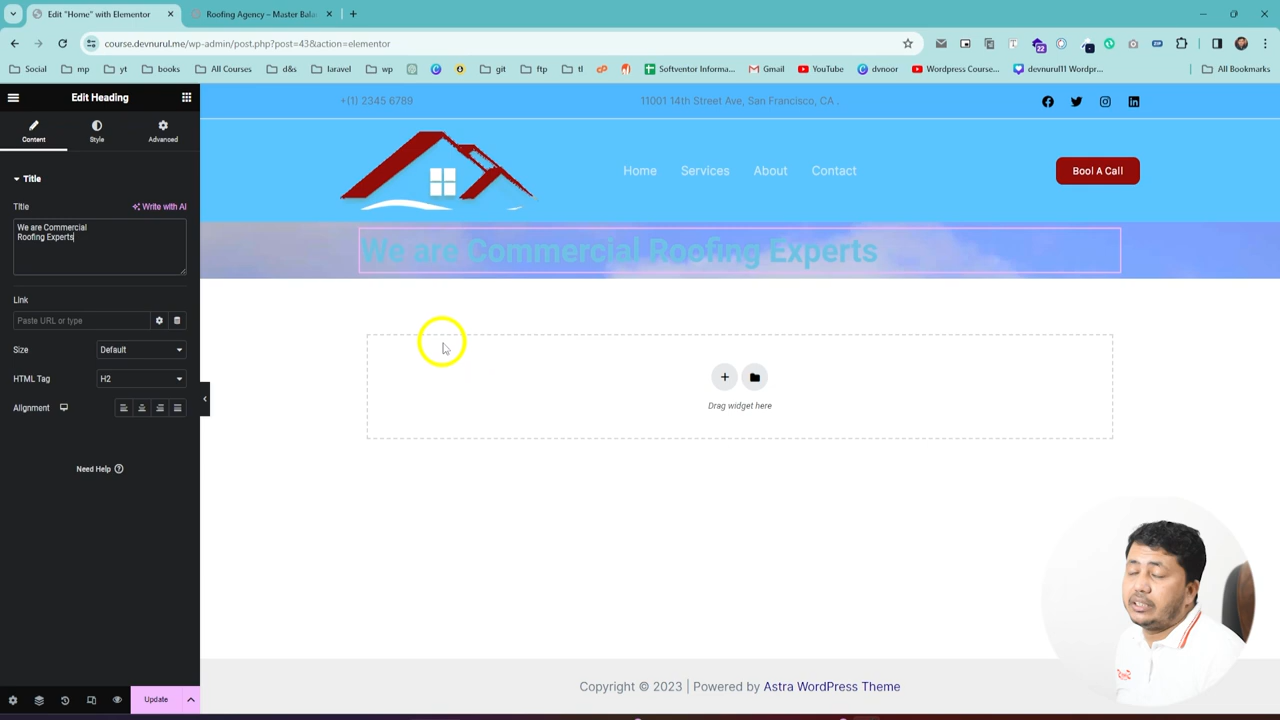 Edit "Home" with Elementor
Roofing Agency – Master Bala
course.devnurul.me/wp-admin/post.php?post=43&action=elementor
22
Social
mp
yt
books
All Courses
d&s
laravel
wp
git
ftp
tl
Softventor Informa...
Gmail
YouTube
dvnoor
Wordpress Course...
devnurul11 Wordpr...
All Bookmarks
Edit Heading
Content
Style
Advanced
Title
Title
Write with AI
We are Commercial
Roofing Experts
Link
Paste URL or type
Size
Default
HTML Tag
H2
Alignment
Need Help
Update
+(1) 2345 6789
11001 14th Street Ave, San Francisco, CA .
Home
Services
About
Contact
Bool A Call
We are Commercial Roofing Experts
Drag widget here
Copyright © 2023 | Powered by Astra WordPress Theme